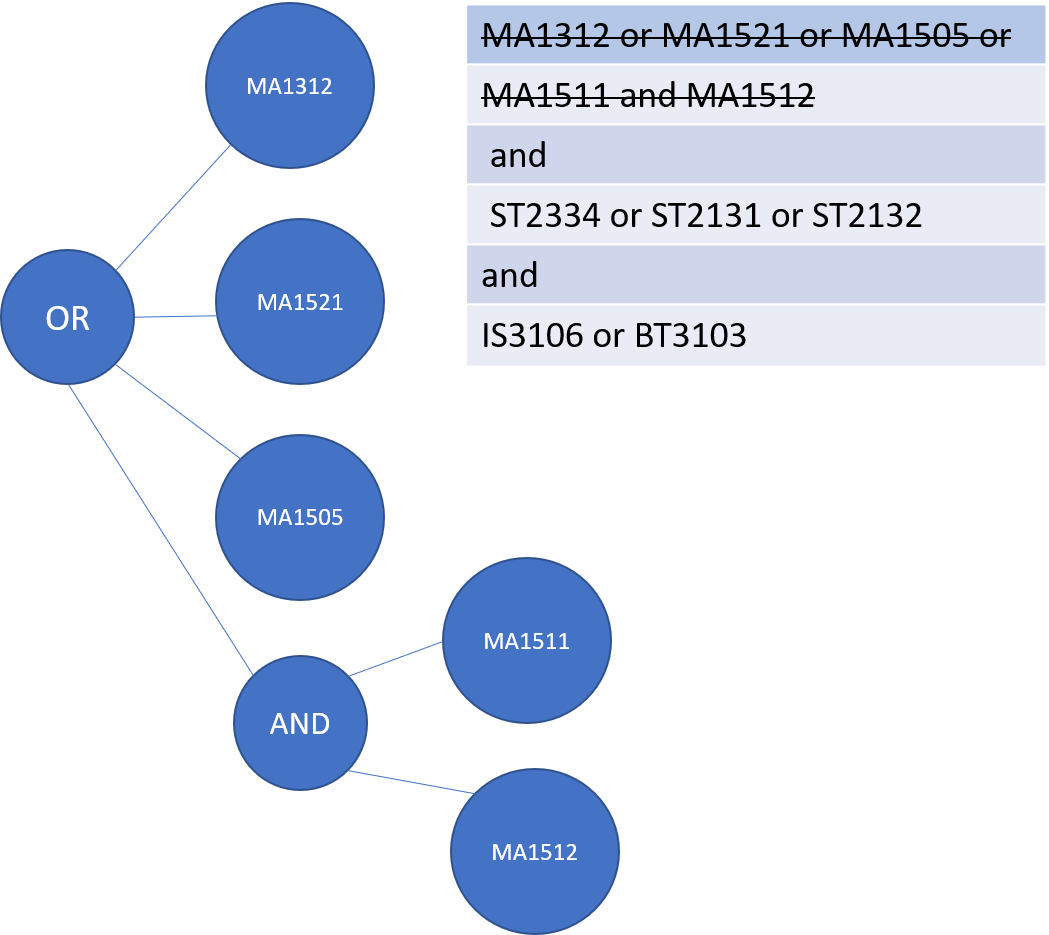 MA1312
MA1521
OR
MA1505
AND
MA1511
MA1512
MA1312 or MA1521 or MA1505 or
MA1511 and MA1512
and
ST2334 or ST2131 or ST2132
and
IS3106 or BT3103